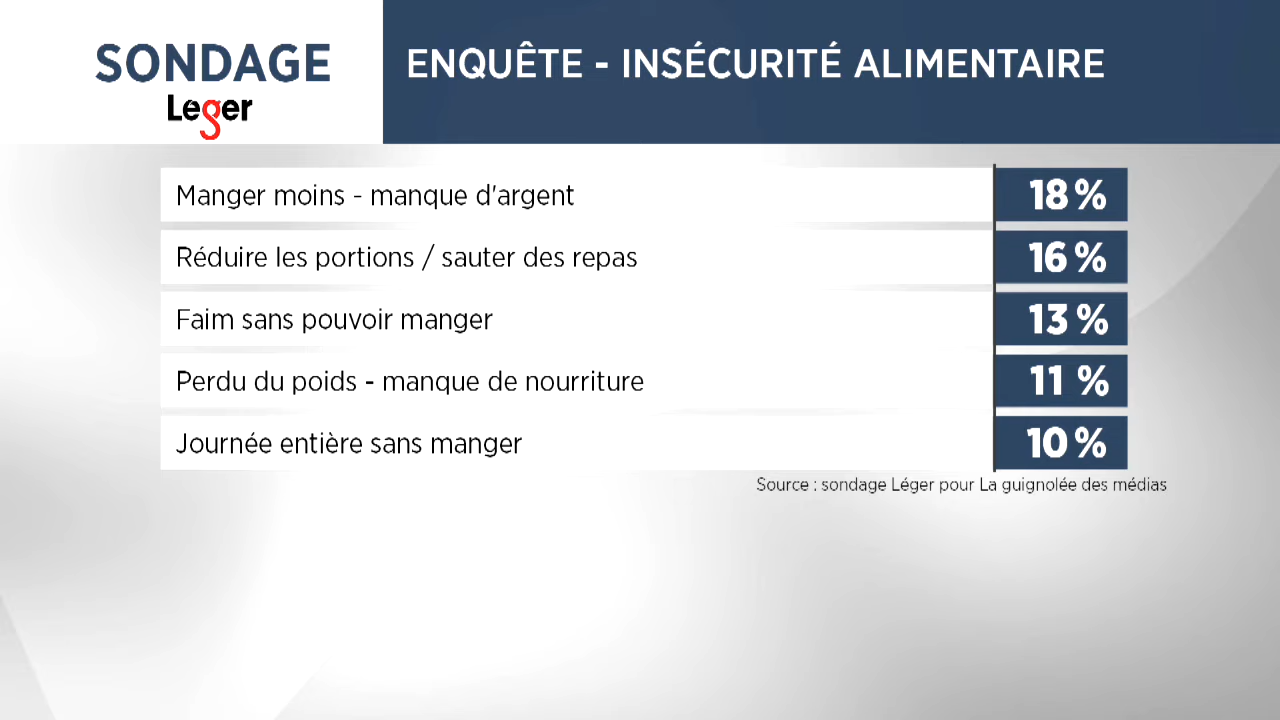 SONDAGE
Leger
ENQUÊTE - INSÉCURITÉ ALIMENTAIRE
Manger moins - manque d'argent 18 %
Réduire les portions / sauter des repas 16 %
Faim sans pouvoir manger 13 %
Perdu du poids - manque de nourriture 11 %
Journée entière sans manger 10 %
Source : sondage Léger pour La guignolée des médias